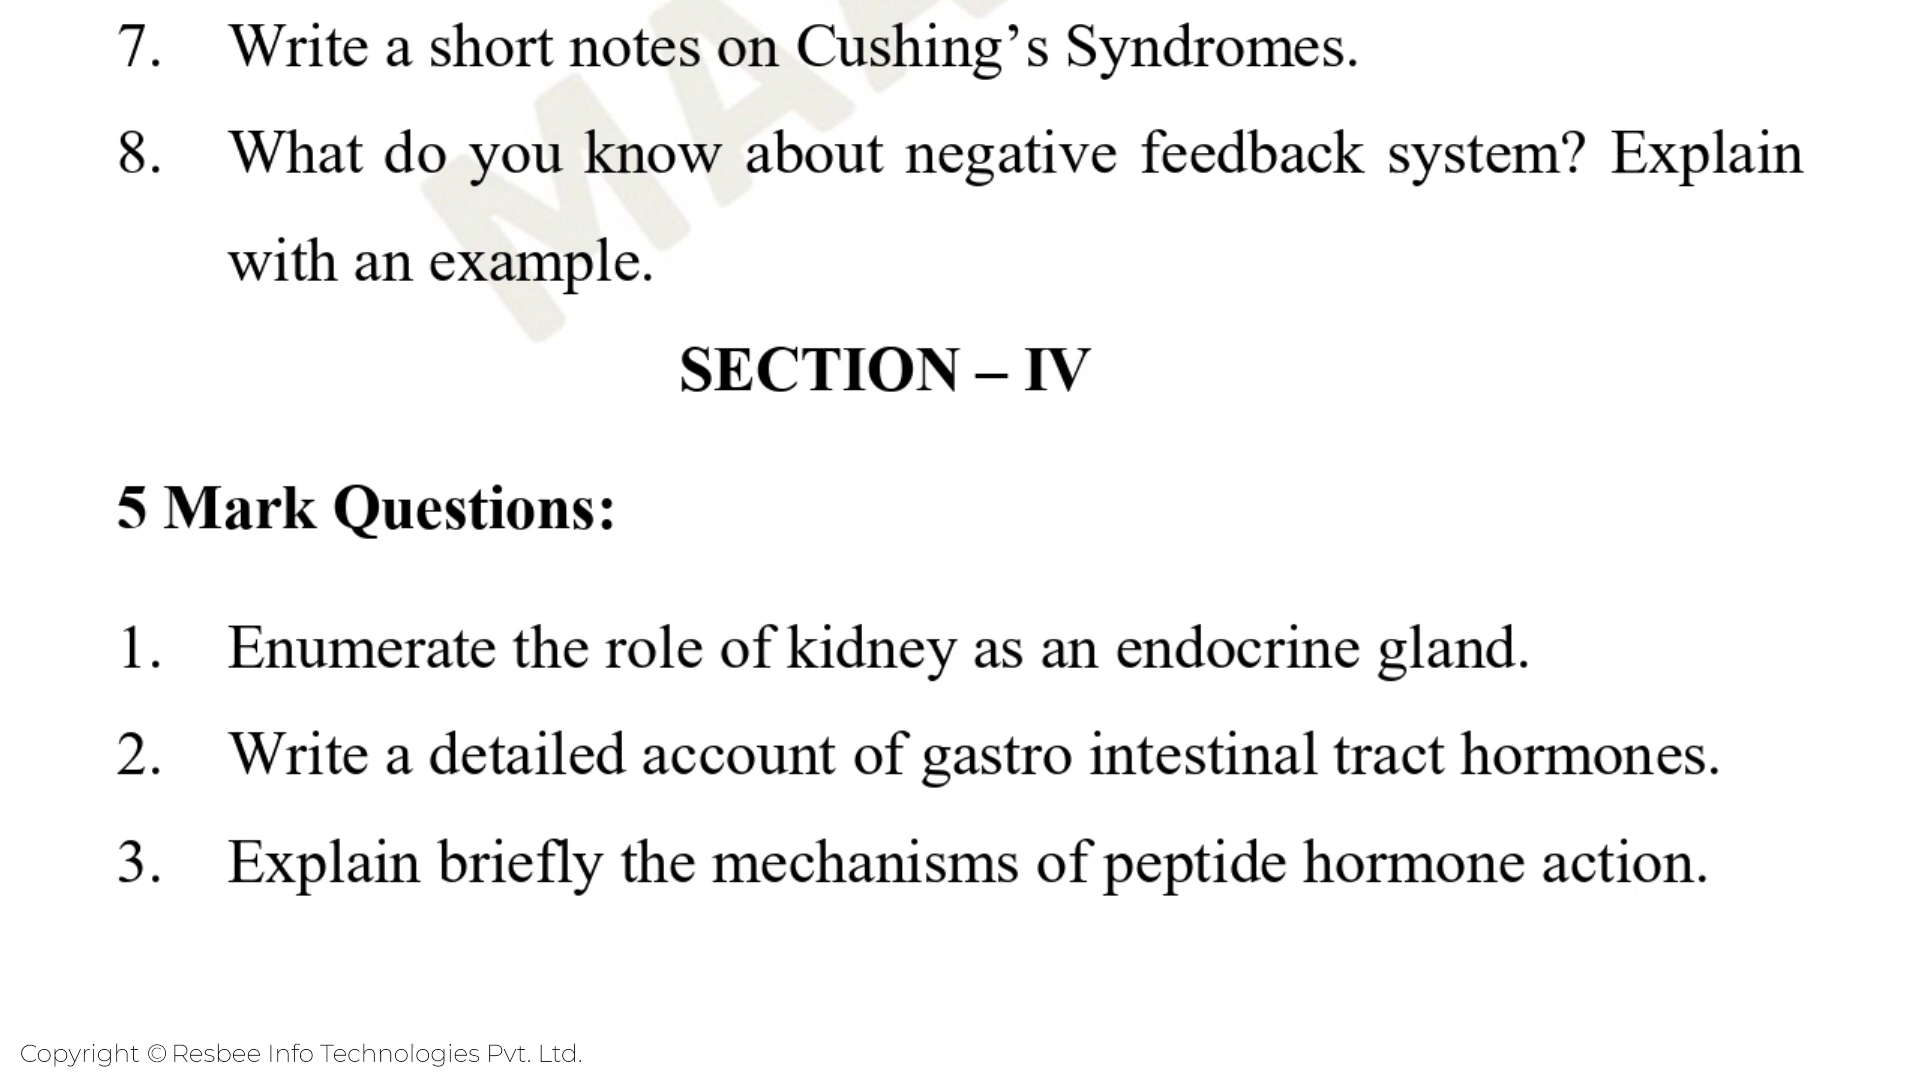 7. Write a short notes on Cushing’s Syndromes.
8. What do you know about negative feedback system? Explain
with an example.
SECTION – IV
5 Mark Questions:
1. Enumerate the role of kidney as an endocrine gland.
2. Write a detailed account of gastro intestinal tract hormones.
3. Explain briefly the mechanisms of peptide hormone action.
Copyright © Resbee Info Technologies Pvt. Ltd.